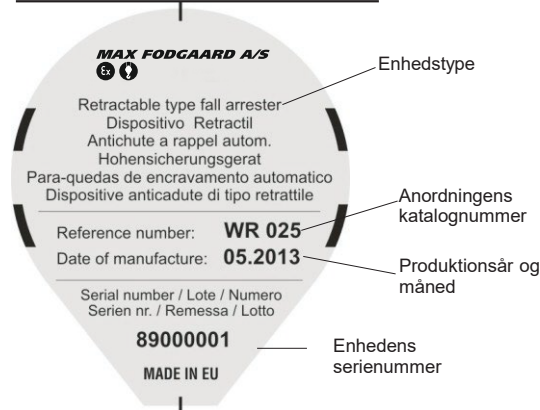 MAX FODGAARD A/S
Ex
Enhedstype
Retractable type fall arrester
Dispositivo Retractil
Antichute a rappel autom.
Hohensicherungsgerat
Para-quedas de encravamento automatico
Dispositive anticadute di tipo retrattile
Anordningens
katalognummer
Reference number: WR 025
Date of manufacture: 05.2013
Produktionsår og
måned
Serial number / Lote / Numero
Serien nr. / Remessa / Lotto
89000001
Enhedens
serienummer
MADE IN EU